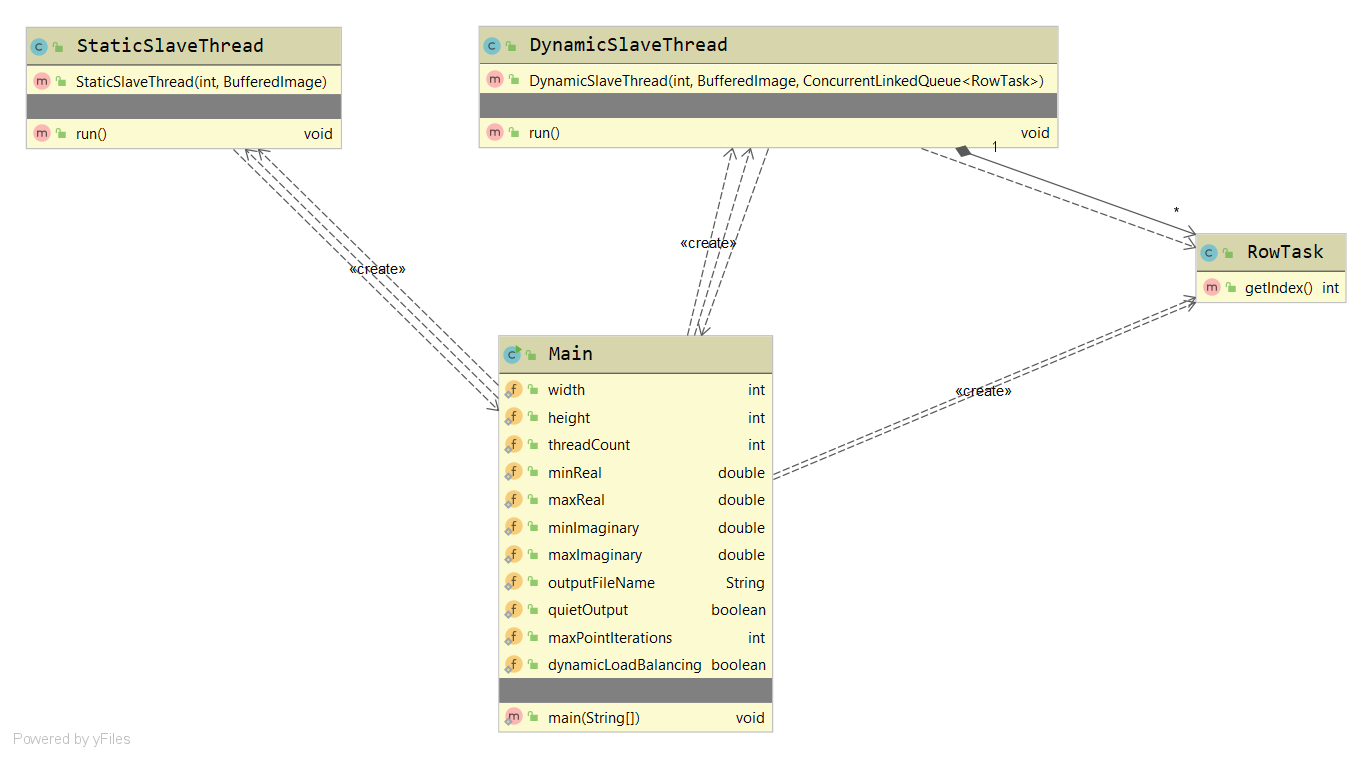 StaticSlaveThread
StaticSlaveThread(int, BufferedImage)
run() void
DynamicSlaveThread
DynamicSlaveThread(int, BufferedImage, ConcurrentLinkedQueue<RowTask>)
run() void
1
*
«create»
«create»
RowTask
getIndex() int
Main
width int
height int
threadCount int
minReal double
maxReal double
minImaginary double
maxImaginary double
outputFileName String
quietOutput boolean
maxPointIterations int
dynamicLoadBalancing boolean
main(String[]) void
«create»
Powered by yFiles